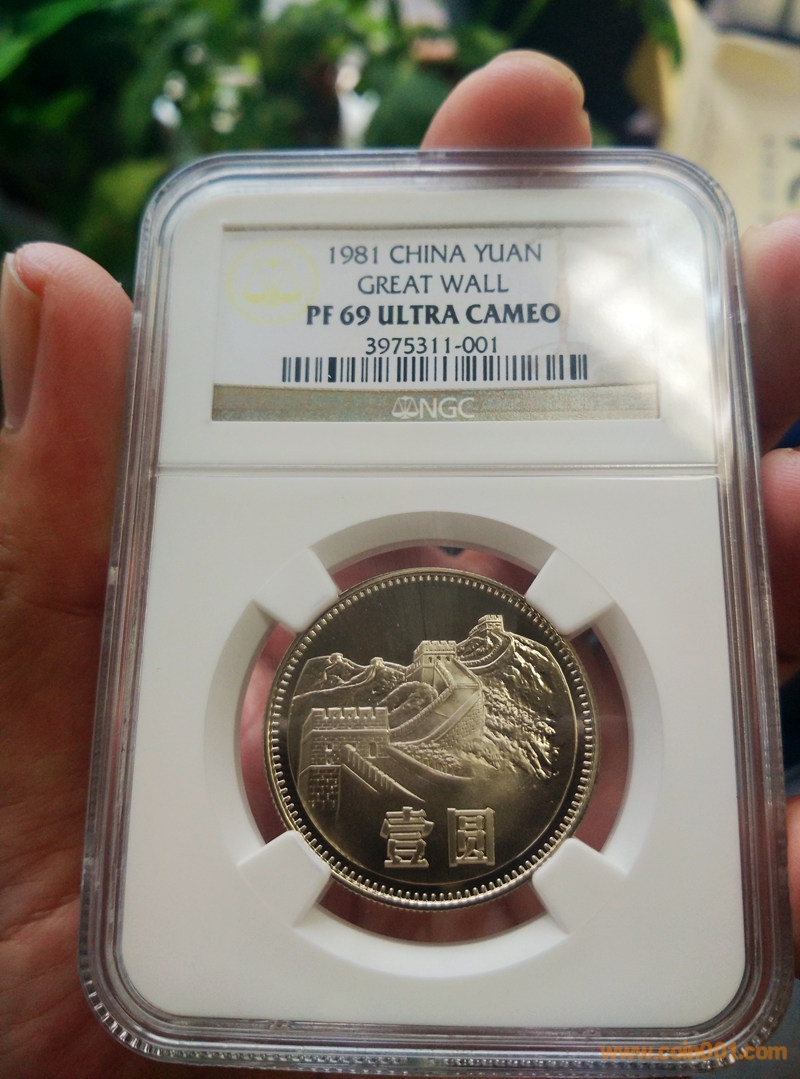 1981 CHINA YUAN
GREAT WALL
PF 69 ULTRA CAMEO
3975311-001
NGC
壹圆
www.coin001.com